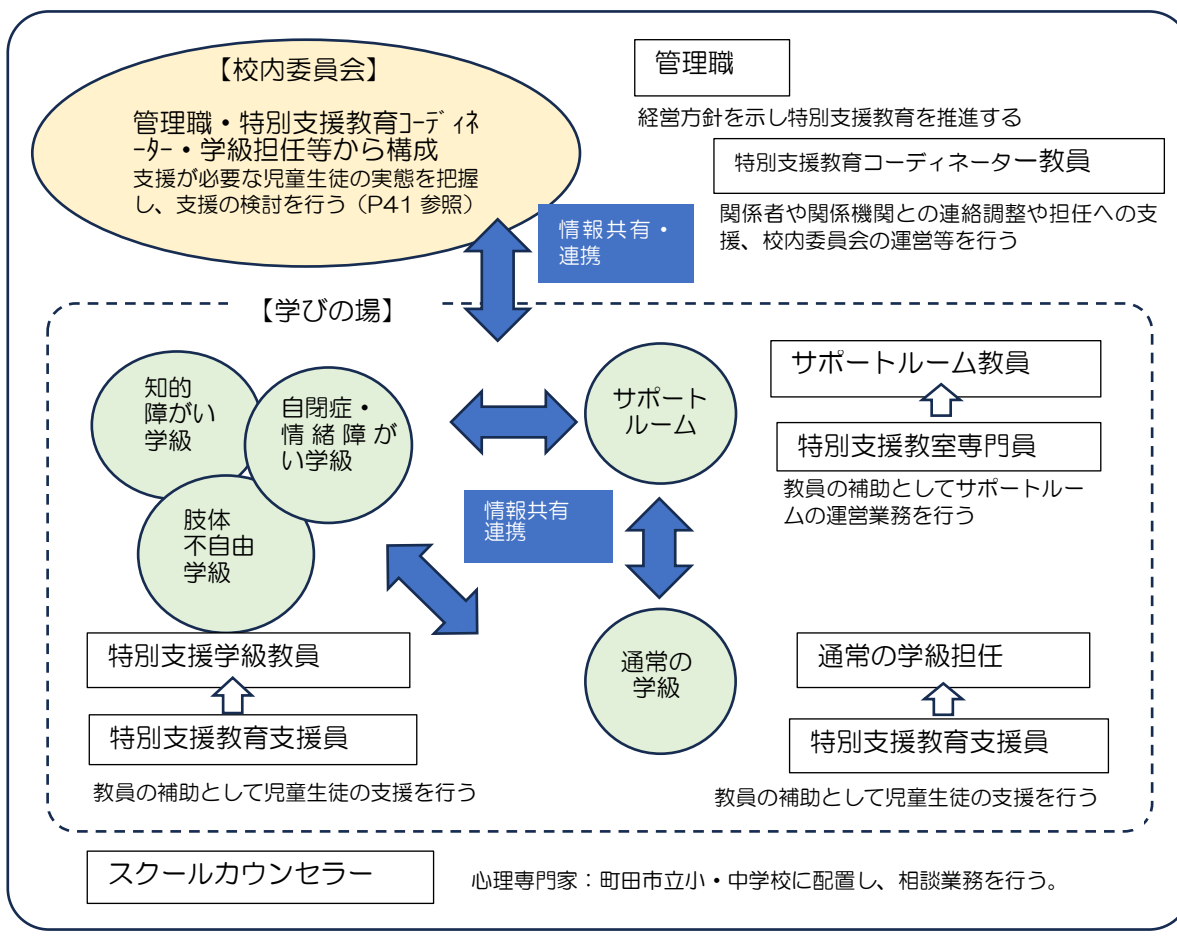 【校内委員会】
管理職・特別支援教育ｺｰﾃﾞｨﾈ
ｰﾀｰ・学級担任等から構成
支援が必要な児童生徒の実態を把握
し、支援の検討を行う（P41 参照）
管理職
経営方針を示し特別支援教育を推進する
特別支援教育コーディネーター教員
関係者や関係機関との連絡調整や担任への支
援、校内委員会の運営等を行う
情報共有・
連携
【学びの場】
知的
障がい
学級
自閉症・
情緒障が
い学級
肢体
不自由
学級
サポート
ルーム
サポートルーム教員
特別支援教室専門員
教員の補助としてサポートルー
ムの運営業務を行う
情報共有
連携
特別支援学級教員
特別支援教育支援員
教員の補助として児童生徒の支援を行う
通常の
学級
通常の学級担任
特別支援教育支援員
教員の補助として児童生徒の支援を行う
スクールカウンセラー
心理専門家：町田市立小・中学校に配置し、相談業務を行う。